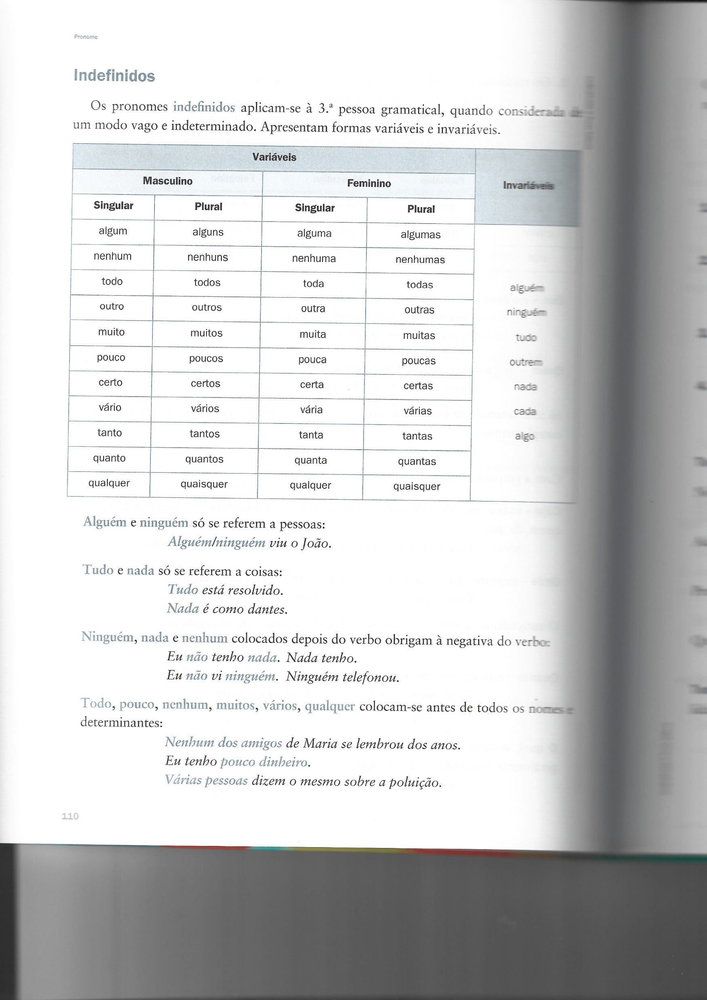 Pronome
Indefinidos
Os pronomes indefinidos aplicam-se à 3.ª pessoa gramatical, quando considerada de
um modo vago e indeterminado. Apresentam formas variáveis e invariáveis.
Variáveis
Invariáveis
Masculino Feminino
Singular Plural Singular Plural
algum alguns alguma algumas
nenhum nenhuns nenhuma nenhumas
todo todos toda todas alguém
outro outros outra outras ninguém
muito muitos muita muitas tudo
pouco poucos pouca poucas outrem
certo certos certa certas nada
vário vários vária várias cada
tanto tantos tanta tantas algo
quanto quantos quanta quantas
qualquer quaisquer qualquer quaisquer
Alguém e ninguém só se referem a pessoas:
Alguém/ninguém viu o João.
Tudo e nada só se referem a coisas:
Tudo está resolvido.
Nada é como dantes.
Ninguém, nada e nenhum colocados depois do verbo obrigam à negativa do verbo:
Eu não tenho nada. Nada tenho.
Eu não vi ninguém. Ninguém telefonou.
Todo, pouco, nenhum, muitos, vários, qualquer colocam-se antes de todos os nomes e
determinantes:
Nenhum dos amigos de Maria se lembrou dos anos.
Eu tenho pouco dinheiro.
Várias pessoas dizem o mesmo sobre a poluição.
110